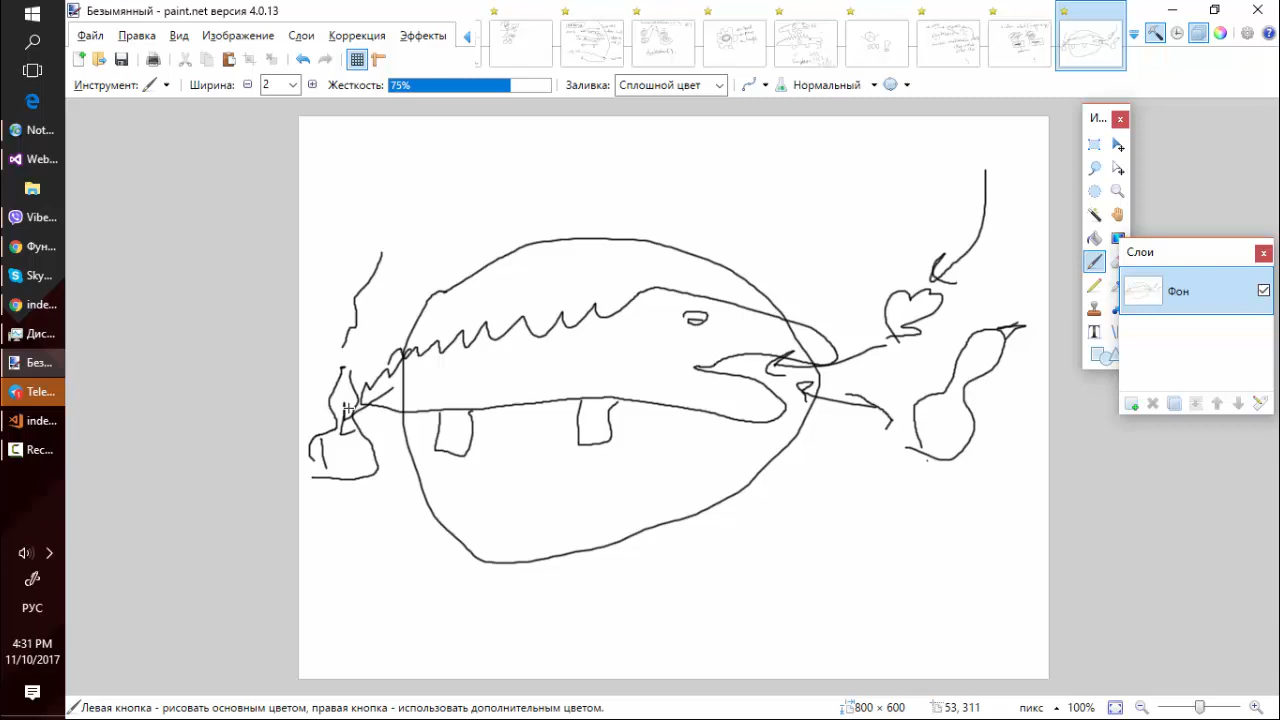 Безымянный - paint.net версия 4.0.13
Файл Правка Вид Изображение Слои Коррекция Эффекты
Инструмент: Ширина: 2 Жесткость: 75% Заливка: Сплошной цвет Нормальный
И...
Слои
Фон
Not...
Web...
Vibe...
Фун...
Sky...
inde...
Дис...
Без...
Tele...
inde...
Rec...
РУС
4:31 PM
11/10/2017
Левая кнопка - рисовать основным цветом, правая кнопка - использовать дополнительным цветом. 800 × 600 53, 311 пикс 100%